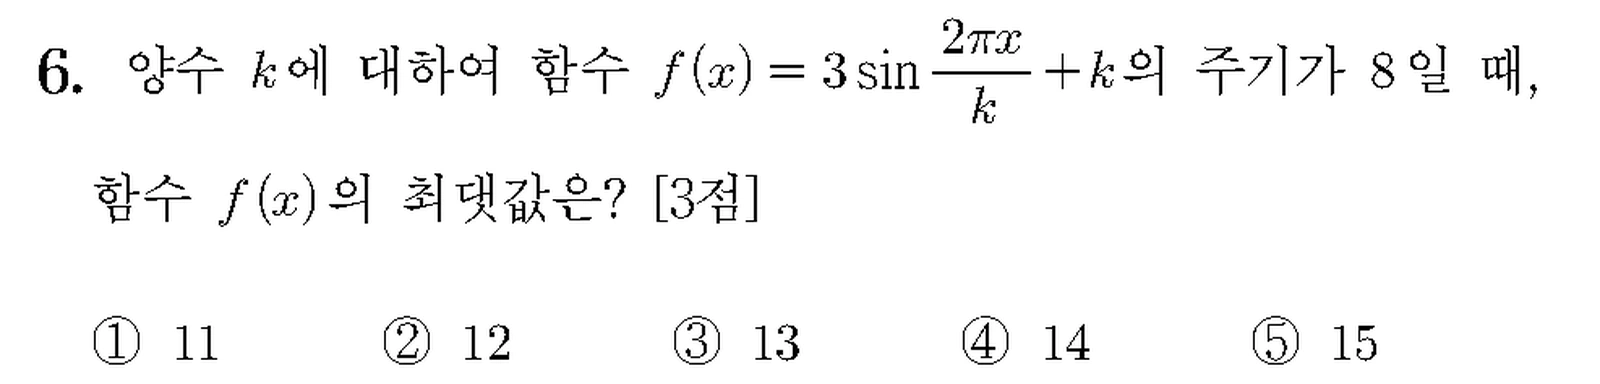 6. 양수 k에 대하여 함수 f(x) = 3 sin 2πx/k + k의 주기가 8일 때,
함수 f(x)의 최댓값은? [3점]
① 11 ② 12 ③ 13 ④ 14 ⑤ 15